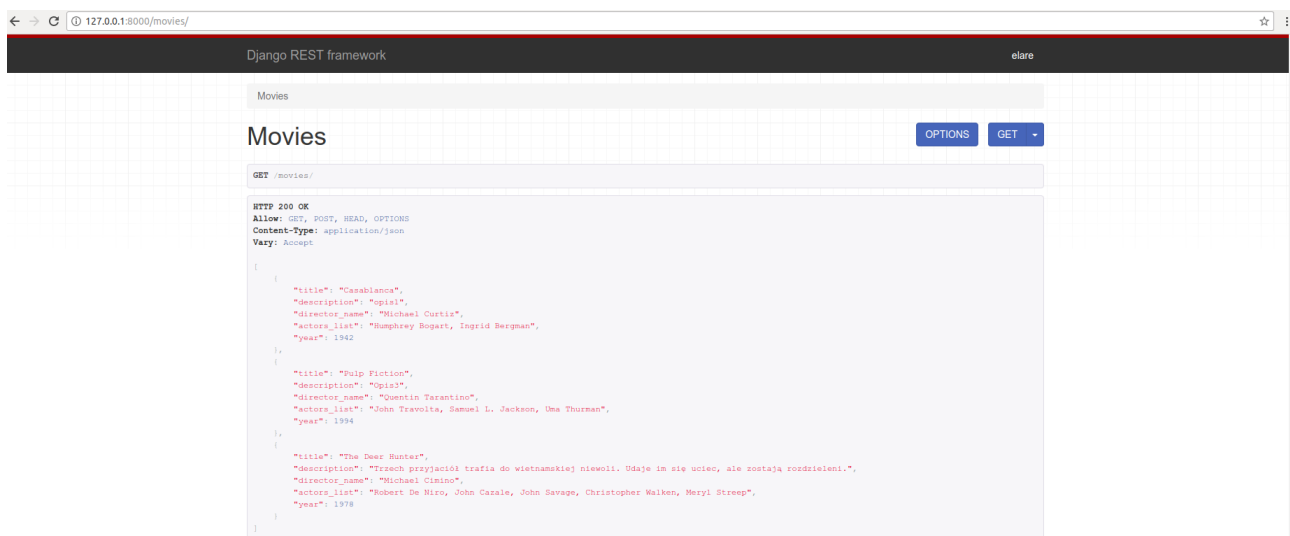 127.0.0.1:8000/movies/
Django REST framework elare
Movies
Movies OPTIONS GET
GET /movies/
HTTP 200 OK
Allow: GET, POST, HEAD, OPTIONS
Content-Type: application/json
Vary: Accept
[
{
"title": "Casablanca",
"description": "opis1",
"director_name": "Michael Curtiz",
"actors_list": "Humphrey Bogart, Ingrid Bergman",
"year": 1942
},
{
"title": "Pulp Fiction",
"description": "Opis3",
"director_name": "Quentin Tarantino",
"actors_list": "John Travolta, Samuel L. Jackson, Uma Thurman",
"year": 1994
},
{
"title": "The Deer Hunter",
"description": "Trzech przyjaciół trafia do wietnamskiej niewoli. Udaje im się uciec, ale zostają rozdzieleni.",
"director_name": "Michael Cimino",
"actors_list": "Robert De Niro, John Cazale, John Savage, Christopher Walken, Meryl Streep",
"year": 1978
}
]